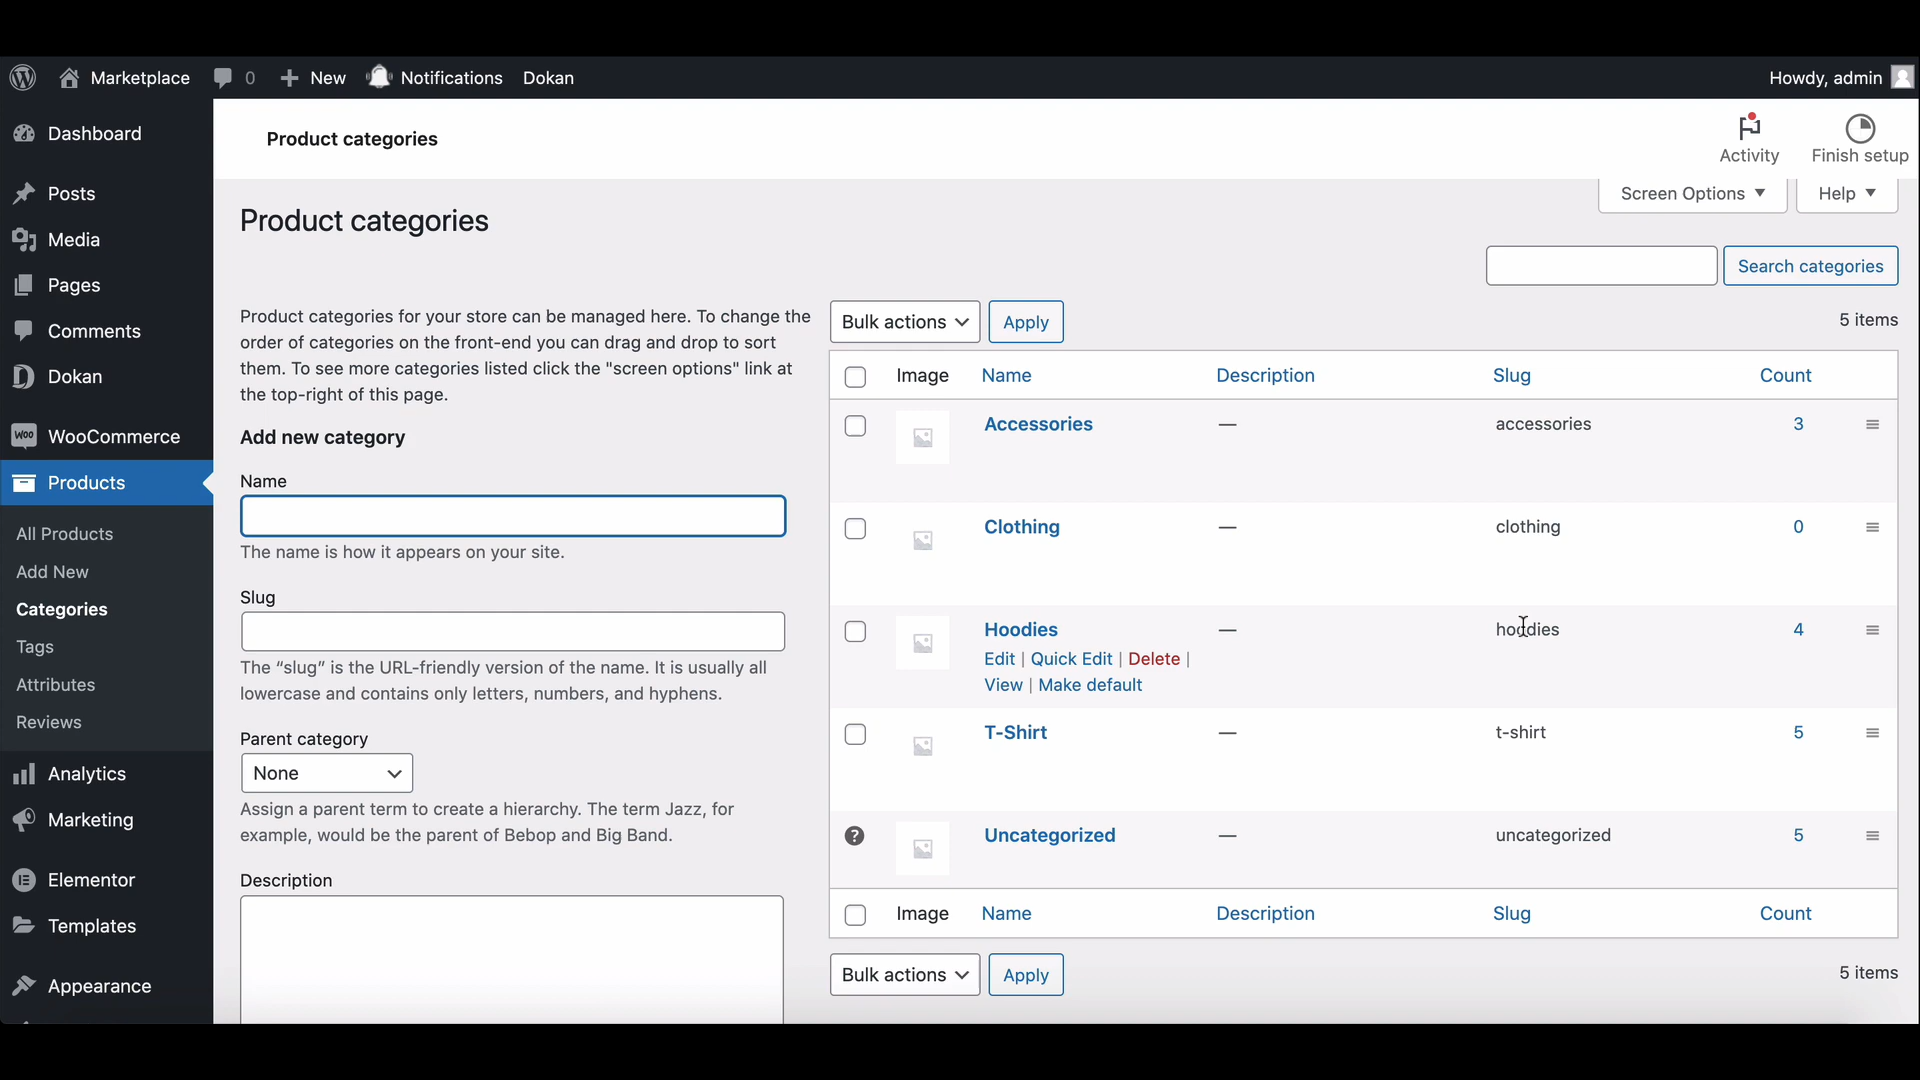 Marketplace 0 New Notifications Dokan Howdy, admin
Dashboard
Posts
Media
Pages
Comments
Dokan
WOO WooCommerce
Products
All Products
Add New
Categories
Tags
Attributes
Reviews
Analytics
Marketing
Elementor
Templates
Appearance
Product categories
Activity
Finish setup
Screen Options
Help
Product categories
Search categories
Product categories for your store can be managed here. To change the
order of categories on the front-end you can drag and drop to sort
them. To see more categories listed click the "screen options" link at
the top-right of this page.
Add new category
Name
The name is how it appears on your site.
Slug
The “slug” is the URL-friendly version of the name. It is usually all
lowercase and contains only letters, numbers, and hyphens.
Parent category
None
Assign a parent term to create a hierarchy. The term Jazz, for
example, would be the parent of Bebop and Big Band.
Description
Bulk actions Apply 5 items
Image Name Description Slug Count
Accessories — accessories 3
Clothing — clothing 0
Hoodies — hoodies 4
Edit | Quick Edit | Delete |
View | Make default
T-Shirt — t-shirt 5
? Uncategorized — uncategorized 5
Image Name Description Slug Count
Bulk actions Apply 5 items